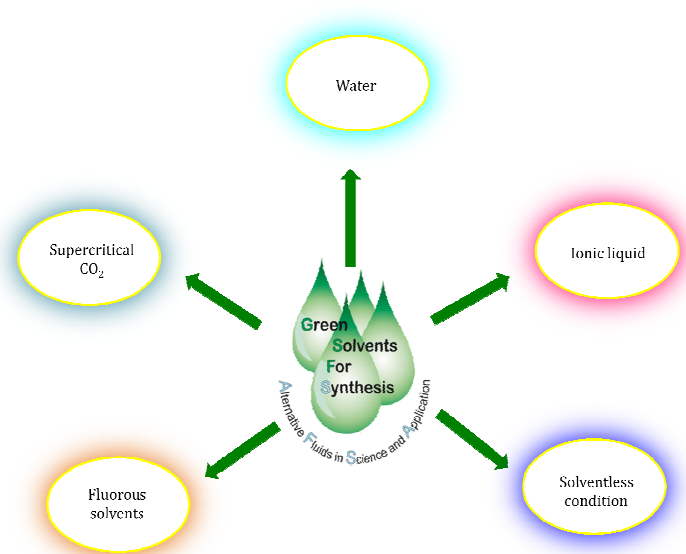 Water
Supercritical
CO₂
Ionic liquid
Green
Solvents
For
Synthesis
Alternative Fluids in Science and Application
Fluorous
solvents
Solventless
condition